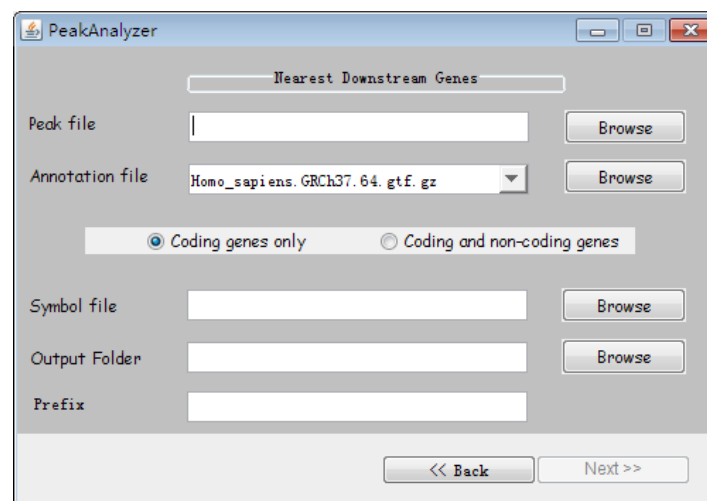 PeakAnalyzer
Nearest Downstream Genes
Peak file
Browse
Annotation file
Homo_sapiens.GRCh37.64.gtf.gz
Browse
Coding genes only
Coding and non-coding genes
Symbol file
Browse
Output Folder
Browse
Prefix
<< Back
Next >>